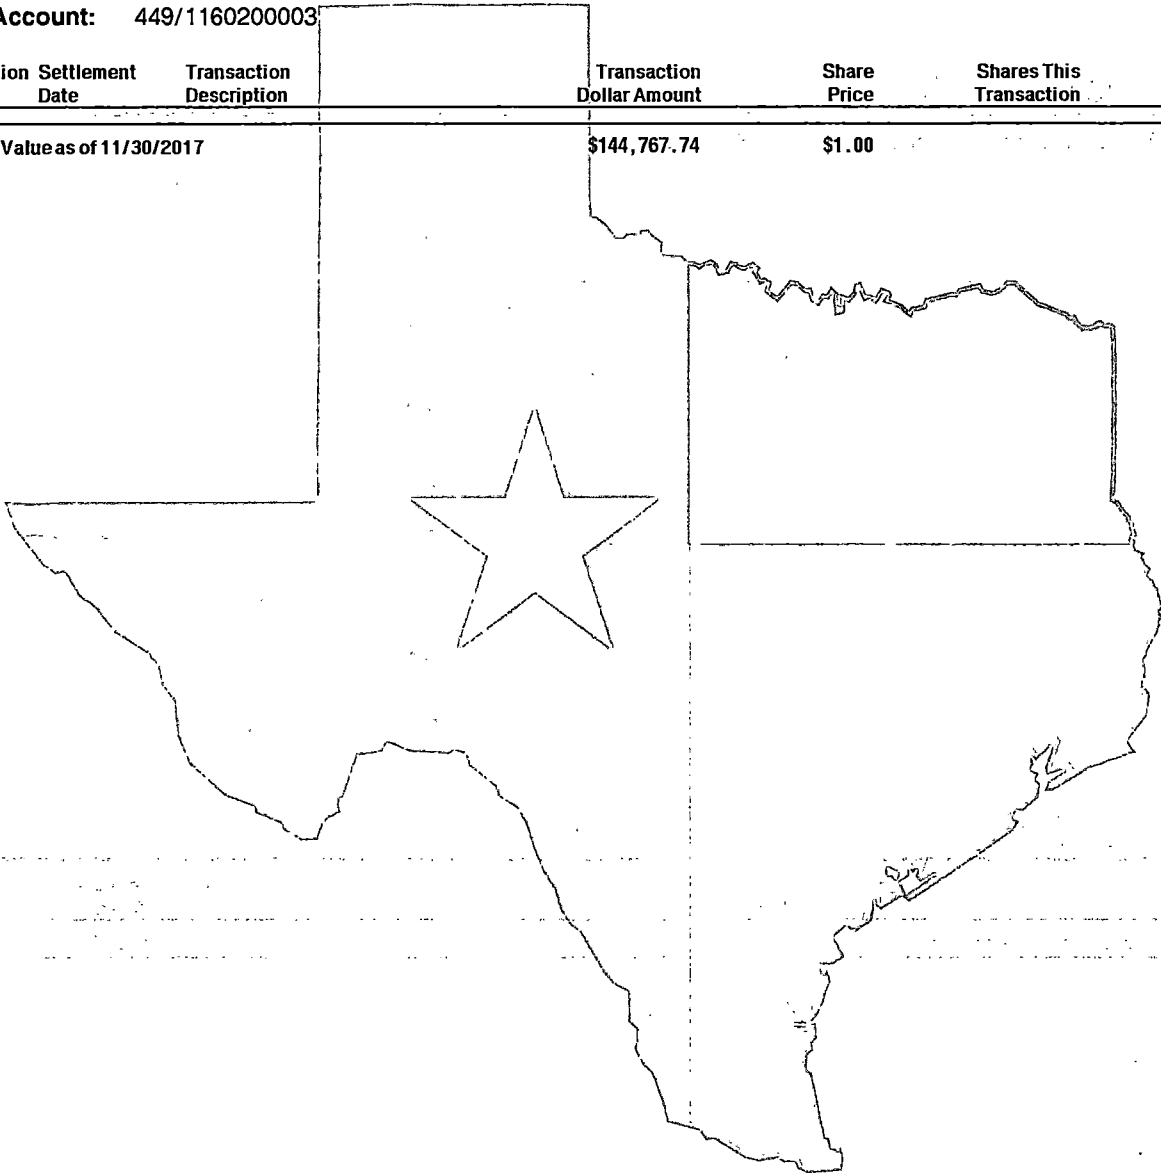 Account: 449/1160200003
ion Settlement Transaction Transaction Share Shares This
Date Description Dollar Amount Price Transaction
Value as of 11/30/2017 $144,767.74 $1.00